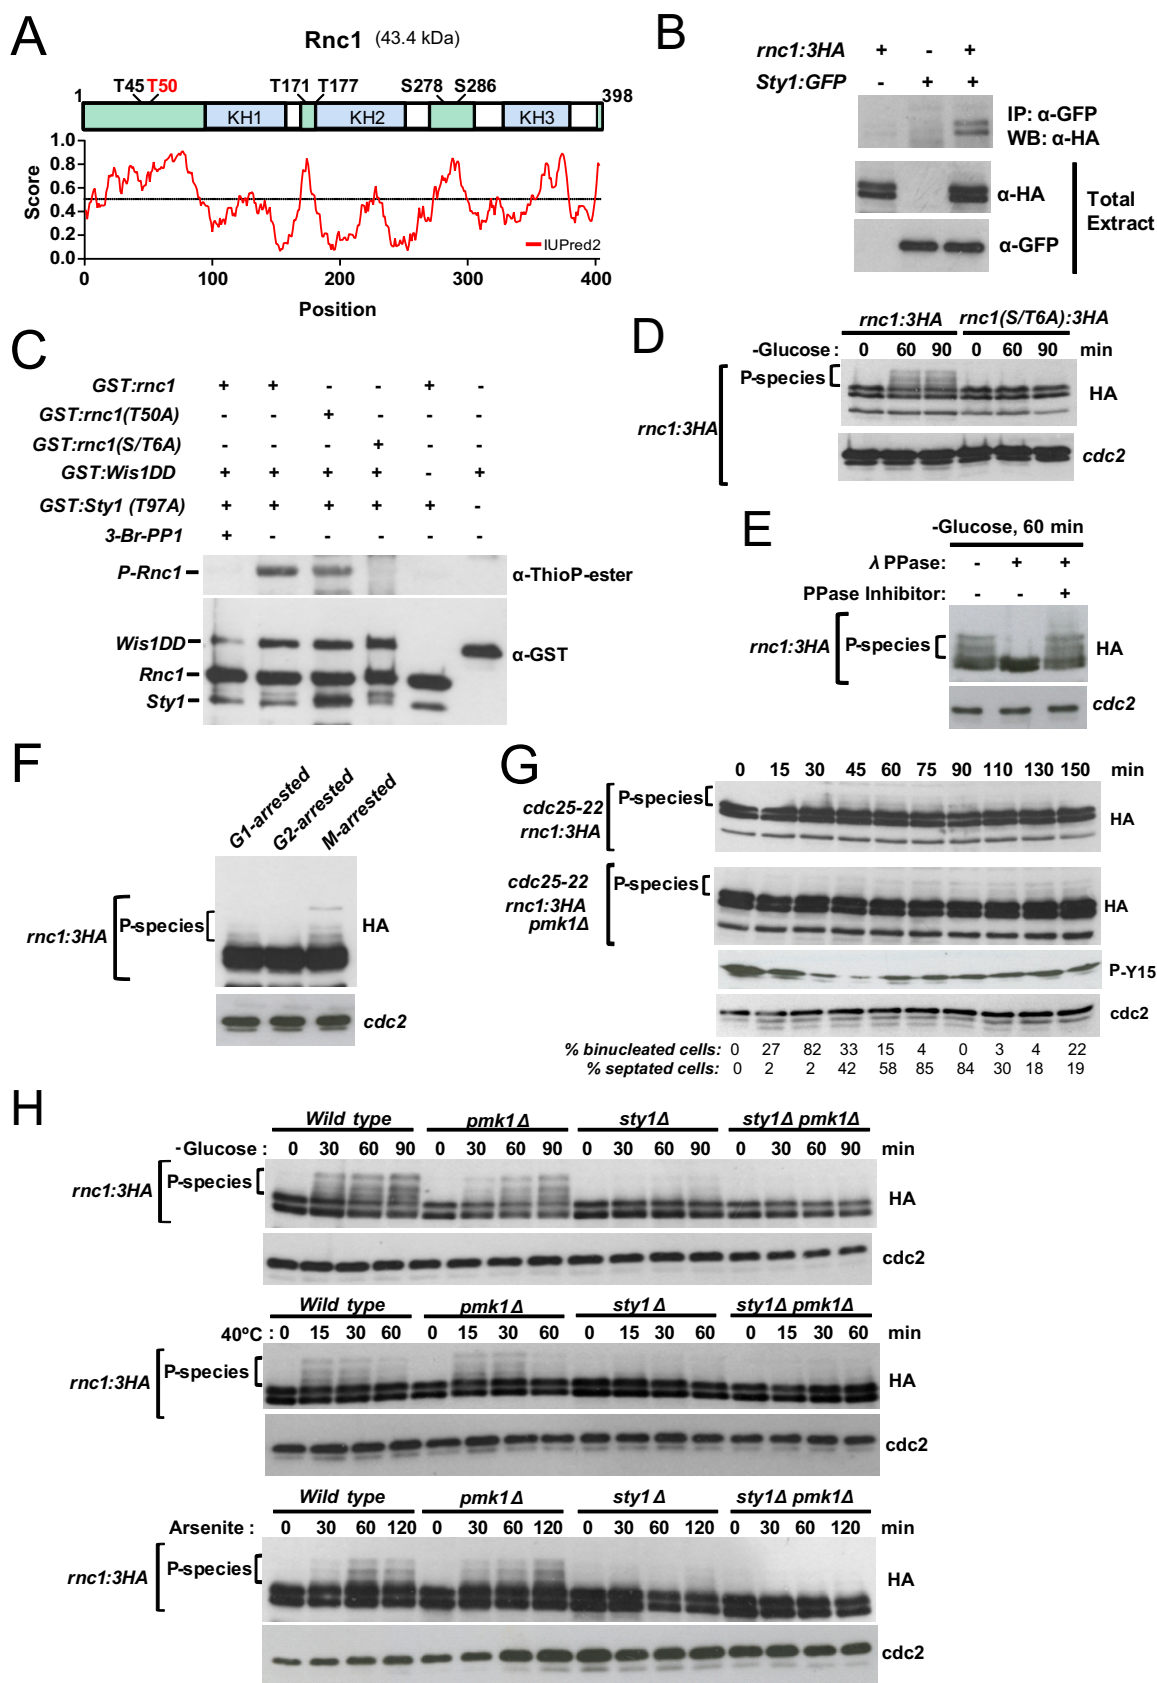 A
Rnc1 (43.4 kDa)
T45 T50 T171 T177 S278 S286
1 398
KH1 KH2 KH3
1.0
0.8
0.6
0.4
0.2
0.0
Score
IUPred2
0 100 200 300 400
Position
B
rnc1:3HA + - +
Sty1:GFP - + +
IP: α-GFP
WB: α-HA
α-HA
α-GFP
Total
Extract
C
GST:rnc1 + + - - + -
GST:rnc1(T50A) - - + - - -
GST:rnc1(S/T6A) - - - + - -
GST:Wis1DD + + + + - +
GST:Sty1 (T97A) + + + + + -
3-Br-PP1 + - - - - -
P-Rnc1
α-ThioP-ester
Wis1DD
Rnc1
Sty1
α-GST
D
rnc1:3HA rnc1(S/T6A):3HA
-Glucose : 0 60 90 0 60 90 min
P-species
HA
rnc1:3HA
cdc2
E
-Glucose, 60 min
λ PPase: - + +
PPase Inhibitor: - - +
rnc1:3HA
P-species
HA
cdc2
F
G1-arrested
G2-arrested
M-arrested
rnc1:3HA
P-species
HA
cdc2
G
0 15 30 45 60 75 90 110 130 150 min
cdc25-22
rnc1:3HA
P-species
HA
cdc25-22
rnc1:3HA
pmk1Δ
P-species
HA
P-Y15
cdc2
% binucleated cells: 0 27 82 33 15 4 0 3 4 22
% septated cells: 0 2 2 42 58 85 84 30 18 19
H
Wild type pmk1Δ sty1Δ sty1Δ pmk1Δ
-Glucose : 0 30 60 90 0 30 60 90 0 30 60 90 0 30 60 90 min
rnc1:3HA
P-species
HA
cdc2
Wild type pmk1Δ sty1Δ sty1Δ pmk1Δ
40ºC : 0 15 30 60 0 15 30 60 0 15 30 60 0 15 30 60 min
rnc1:3HA
P-species
HA
cdc2
Wild type pmk1Δ sty1Δ sty1Δ pmk1Δ
Arsenite : 0 30 60 120 0 30 60 120 0 30 60 120 0 30 60 120 min
rnc1:3HA
P-species
HA
cdc2